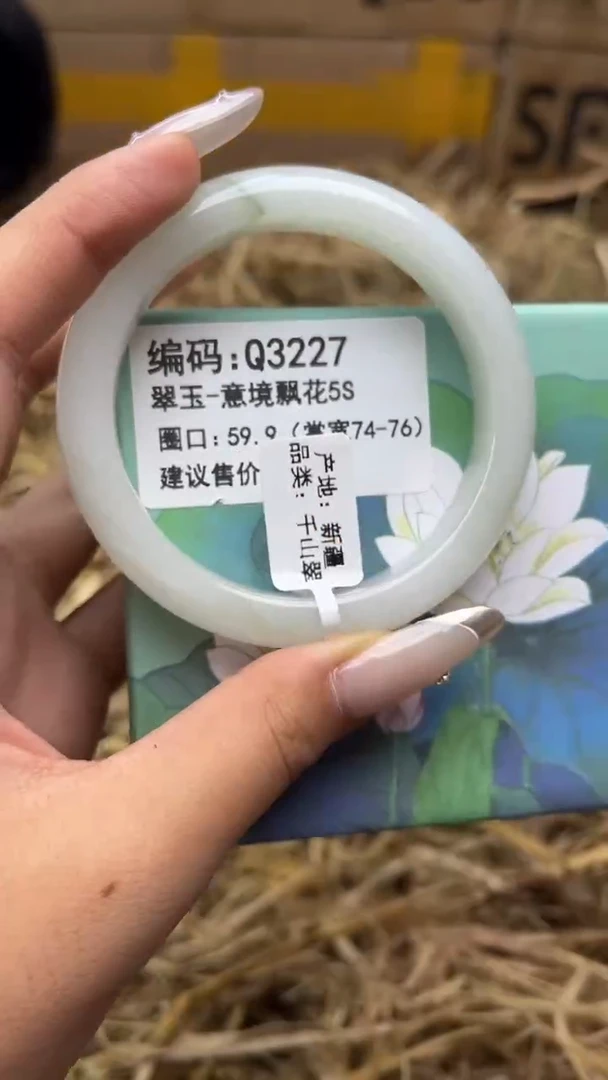 SF
编码:Q3227
翠玉-意境飘花5S
圈口:59.9(掌宽74-76)
建议售价
产地:新疆
品类:千山翠